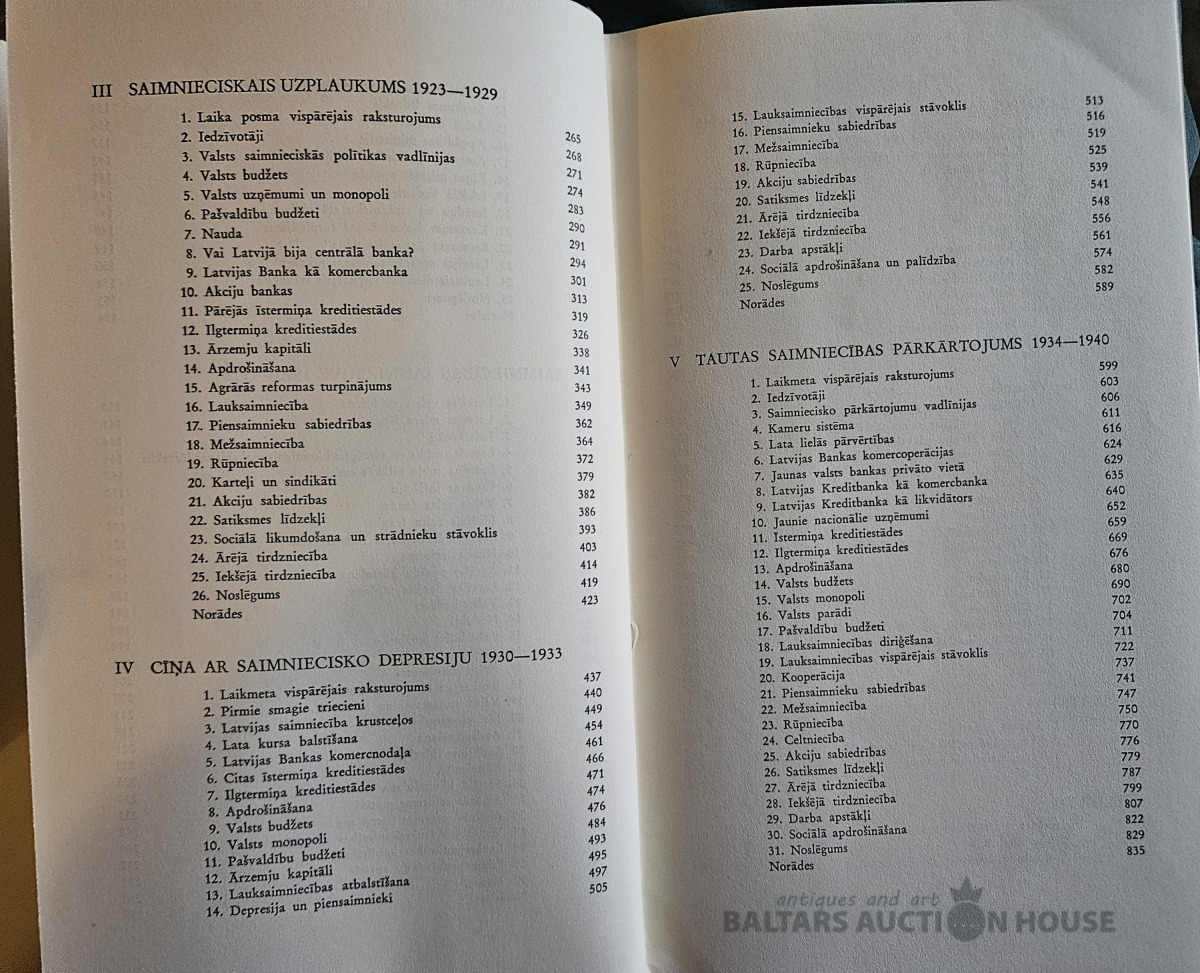 III SAIMNIECISKAIS UZPLAUKUMS 1923—1929
1. Laika posma vispārējais raksturojums 265
2. Iedzīvotāji 268
3. Valsts saimnieciskās polītikas vadlīnijas 271
4. Valsts budžets 274
5. Valsts uzņēmumi un monopoli 283
6. Pašvaldību budžeti 290
7. Nauda 291
8. Vai Latvijā bija centrālā banka? 294
9. Latvijas Banka kā komercbanka 301
10. Akciju bankas 313
11. Pārējās īstermiņa kreditiestādes 319
12. Ilgtermiņa kreditiestādes 326
13. Ārzemju kapitāli 338
14. Apdrošināšana 341
15. Agrārās reformas turpinājums 343
16. Lauksaimniecība 349
17. Piensaimnieku sabiedrības 362
18. Mežsaimniecība 364
19. Rūpniecība 372
20. Karteļi un sindikāti 379
21. Akciju sabiedrības 382
22. Satiksmes līdzekļi 386
23. Sociālā likumdošana un strādnieku stāvoklis 393
24. Ārējā tirdzniecība 403
25. Iekšējā tirdzniecība 414
26. Noslēgums 419
Norādes 423
IV CĪŅA AR SAIMNIECISKO DEPRESIJU 1930—1933
1. Laikmeta vispārējais raksturojums 437
2. Pirmie smagie triecieni 440
3. Latvijas saimniecība krustceļos 449
4. Lata kursa balstīšana 454
5. Latvijas Bankas komercnodaļa 461
6. Citas īstermiņa kreditiestādes 466
7. Ilgtermiņa kreditiestādes 471
8. Apdrošināšana 474
9. Valsts budžets 476
10. Valsts monopoli 484
11. Pašvaldību budžeti 493
12. Ārzemju kapitāli 495
13. Lauksaimniecības atbalstīšana 497
14. Depresija un piensaimnieki 505
15. Lauksaimniecības vispārējais stāvoklis 513
16. Piensaimnieku sabiedrības 516
17. Mežsaimniecība 519
18. Rūpniecība 525
19. Akciju sabiedrības 539
20. Satiksmes līdzekļi 541
21. Ārējā tirdzniecība 548
22. Iekšējā tirdzniecība 556
23. Darba apstākļi 561
24. Sociālā apdrošināšana un palīdzība 574
25. Noslēgums 582
Norādes 589
V TAUTAS SAIMNIECĪBAS PĀRKĀRTOJUMS 1934—1940
1. Laikmeta vispārējais raksturojums 599
2. Iedzīvotāji 603
3. Saimniecisko pārkārtojumu vadlīnijas 606
4. Kameru sistēma 611
5. Lata lielās pārvērtības 616
6. Latvijas Bankas komercoperācijas 624
7. Jaunas valsts bankas privāto vietā 629
8. Latvijas Kreditbanka kā komercbanka 635
9. Latvijas Kreditbanka kā likvidātors 640
10. Jaunie nacionālie uzņēmumi 652
11. Īstermiņa kreditiestādes 659
12. Ilgtermiņa kreditiestādes 669
13. Apdrošināšana 676
14. Valsts budžets 680
15. Valsts monopoli 690
16. Valsts parādi 702
17. Pašvaldību budžeti 704
18. Lauksaimniecības diriģēšana 711
19. Lauksaimniecības vispārējais stāvoklis 722
20. Kooperācija 737
21. Piensaimnieku sabiedrības 741
22. Mežsaimniecība 747
23. Rūpniecība 750
24. Celtniecība 770
25. Akciju sabiedrības 776
26. Satiksmes līdzekļi 779
27. Ārējā tirdzniecība 787
28. Iekšējā tirdzniecība 799
29. Darba apstākļi 807
30. Sociālā apdrošināšana 822
31. Noslēgums 829
Norādes 835
antiques and art
BALTARS AUCTION HOUSE